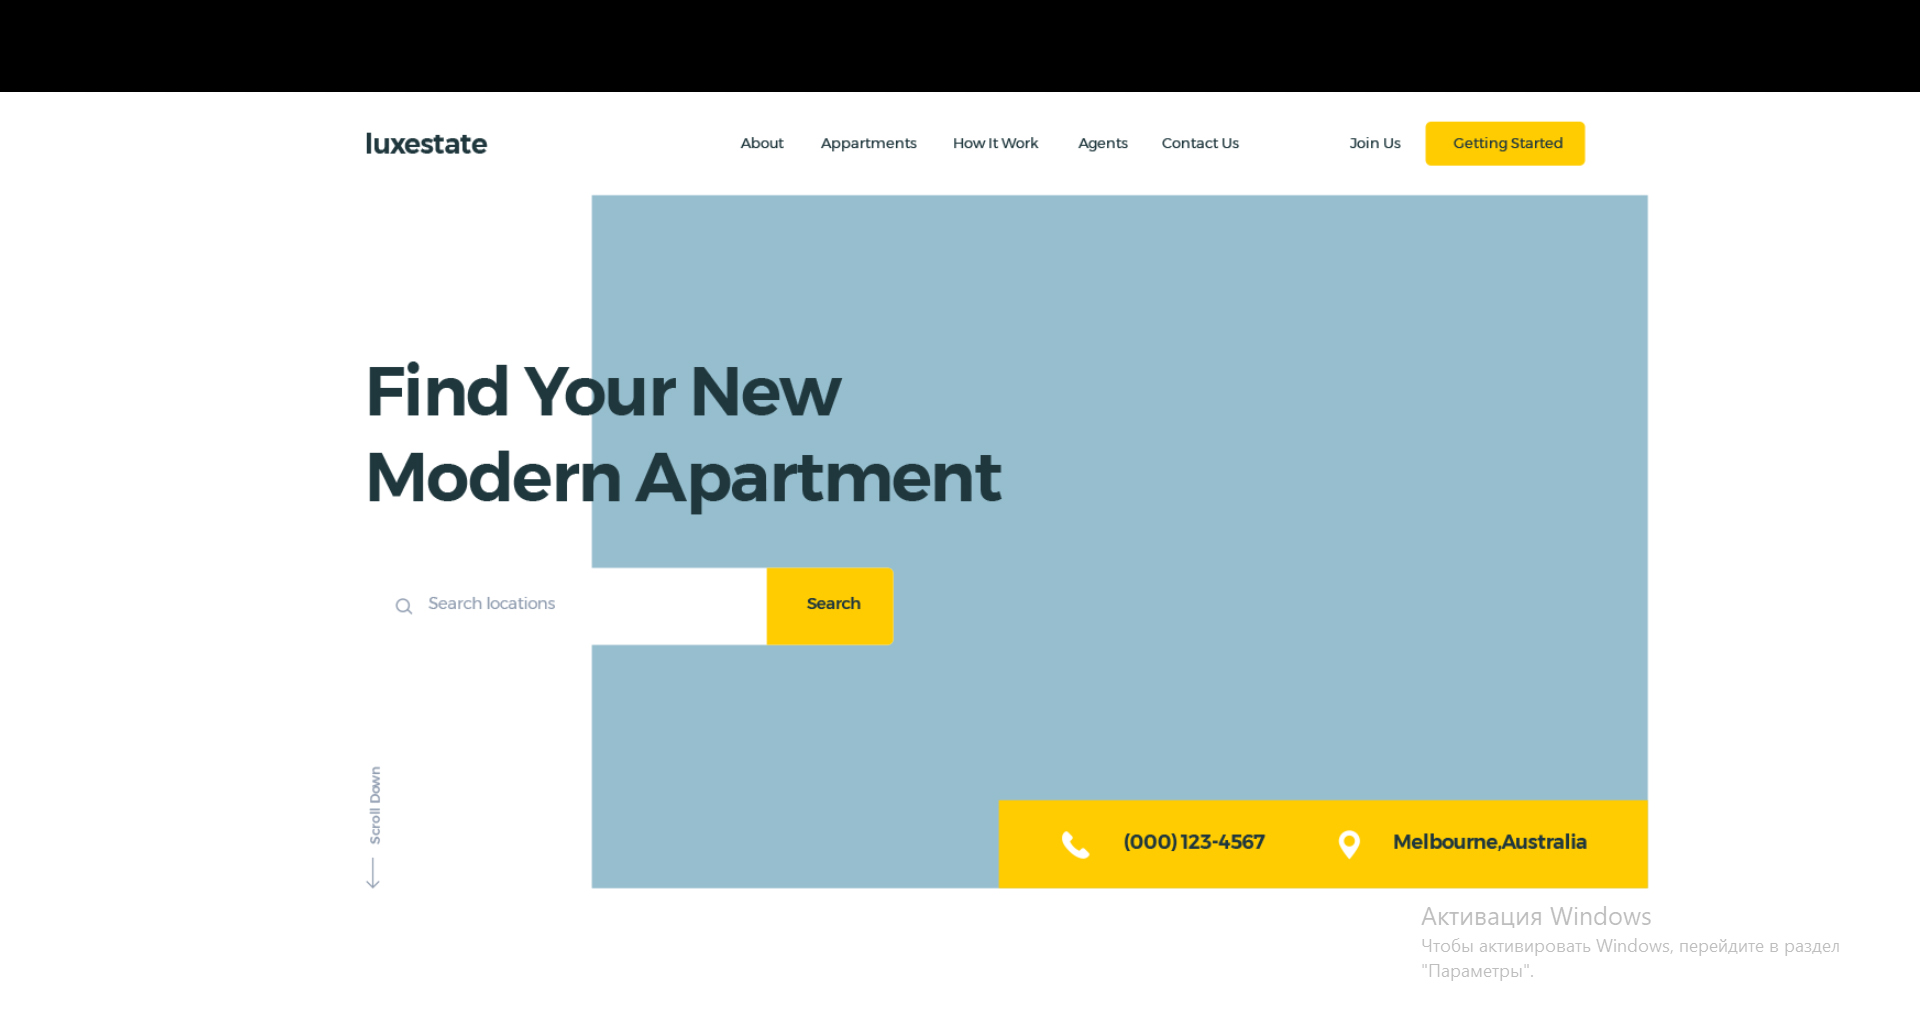 luxestate
About Appartments How It Work Agents Contact Us Join Us Getting Started
Find Your New
Modern Apartment
Search locations Search
Scroll Down
(000) 123-4567 Melbourne,Australia
Активация Windows
Чтобы активировать Windows, перейдите в раздел
"Параметры".